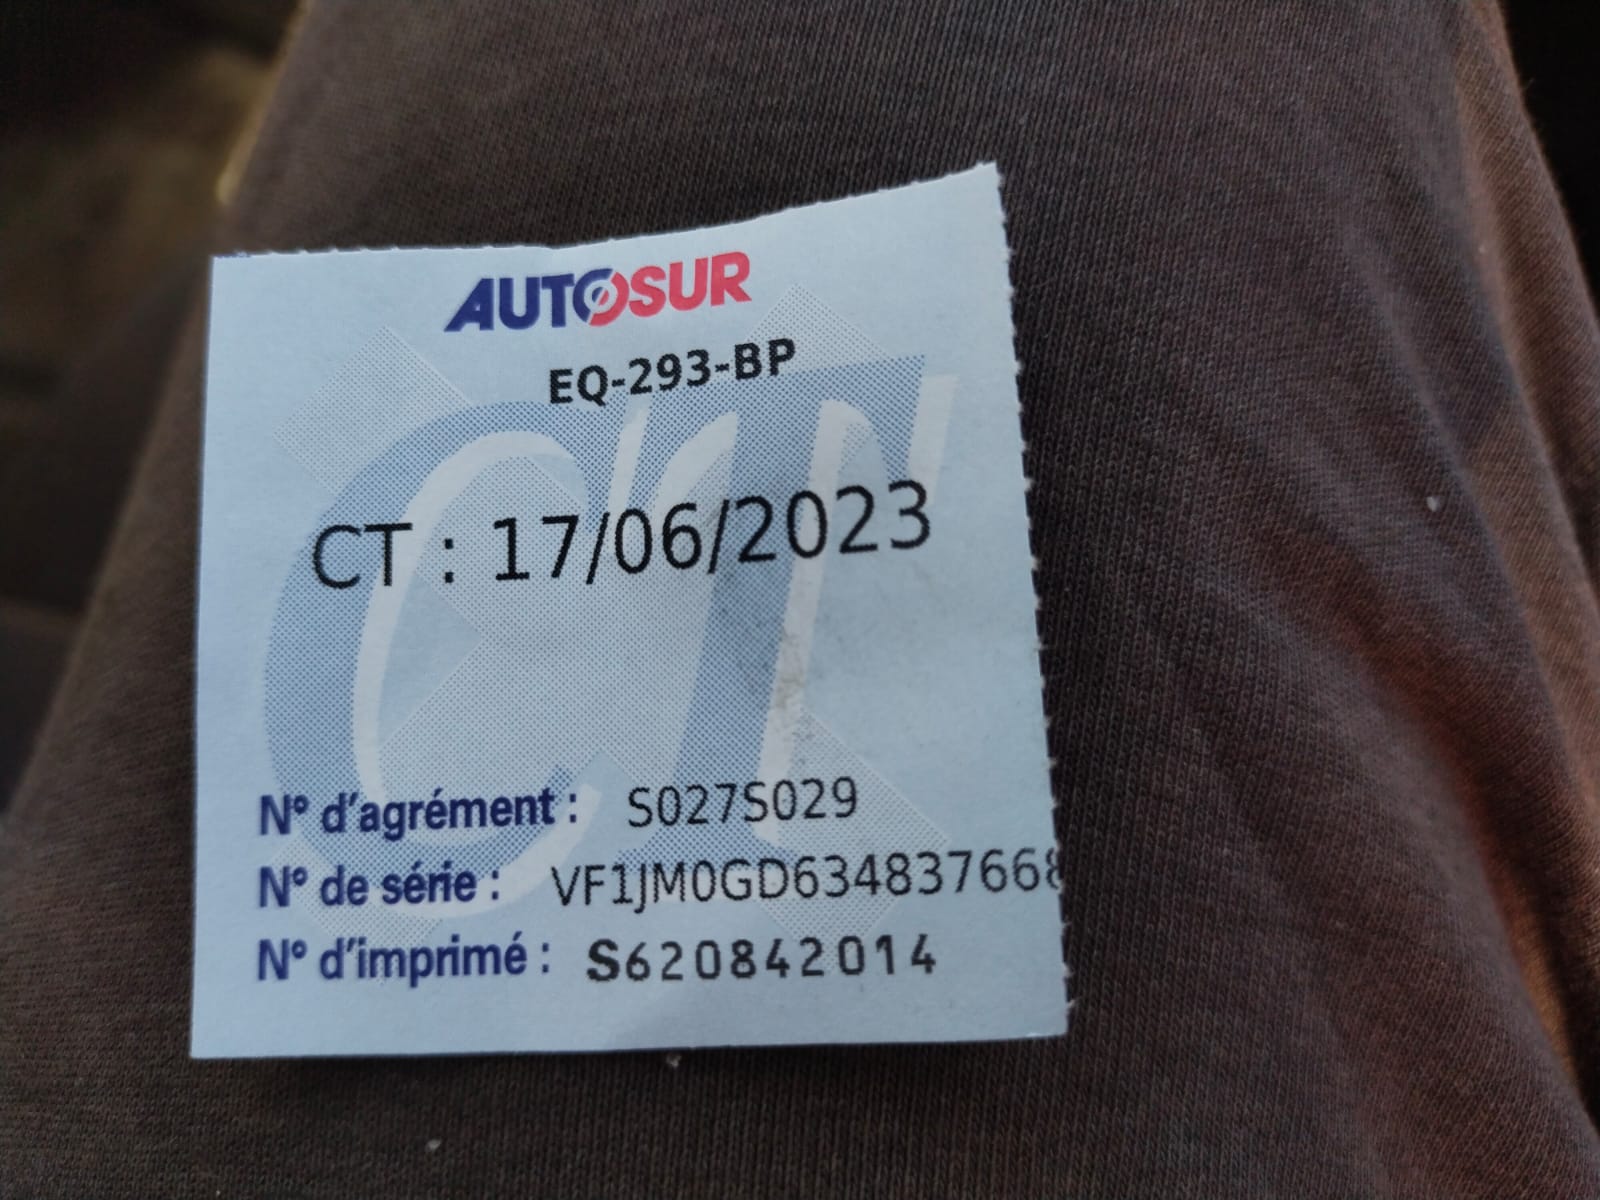 AUTOSUR
EQ-293-BP
CT : 17/06/2023
N° d'agrément : S027S029
N° de série : VF1JM0GD634837668
N° d'imprimé : S620842014